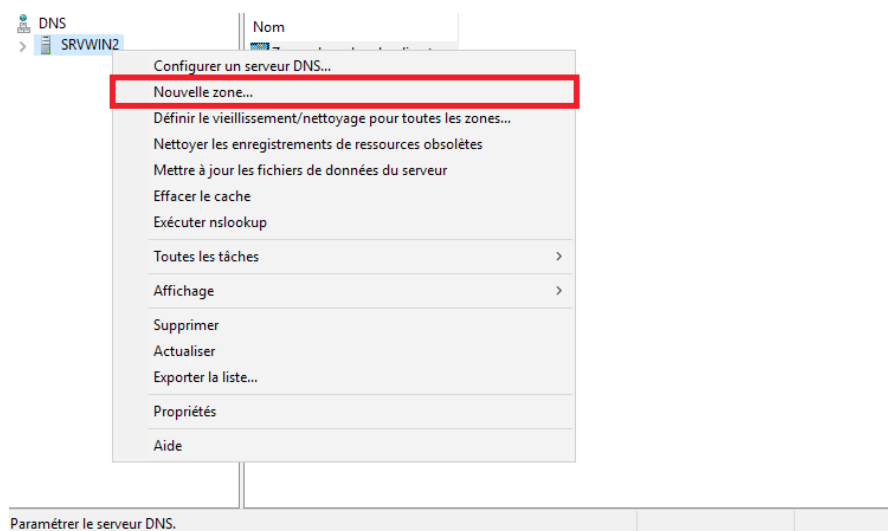 DNS
Nom
SRVWIN2
Configurer un serveur DNS...
Nouvelle zone...
Définir le vieillissement/nettoyage pour toutes les zones...
Nettoyer les enregistrements de ressources obsolètes
Mettre à jour les fichiers de données du serveur
Effacer le cache
Exécuter nslookup
Toutes les tâches
Affichage
Supprimer
Actualiser
Exporter la liste...
Propriétés
Aide
Paramétrer le serveur DNS.